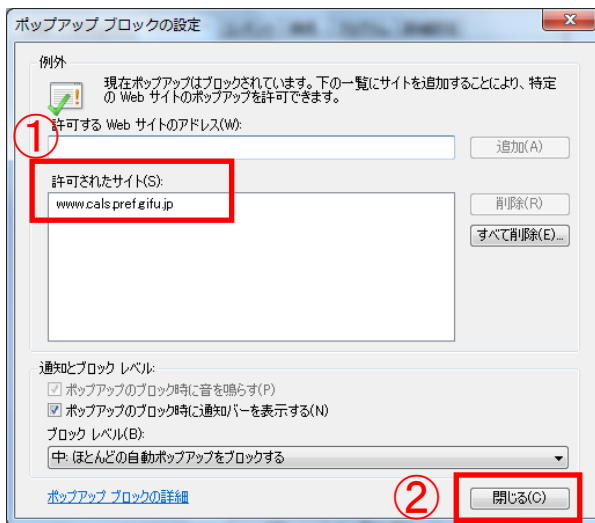 ポップアップ ブロックの設定
例外
現在ポップアップはブロックされています。下の一覧にサイトを追加することにより、特定
の Web サイトのポップアップを許可できます。
①
許可する Web サイトのアドレス(W):
追加(A)
許可されたサイト(S):
www.cals.pref.gifu.jp
削除(R)
すべて削除(E)...
通知とブロック レベル:
ポップアップのブロック時に音を鳴らす(P)
ポップアップのブロック時に通知バーを表示する(N)
ブロック レベル(B):
中: ほとんどの自動ポップアップをブロックする
ポップアップ ブロックの詳細
②
閉じる(C)